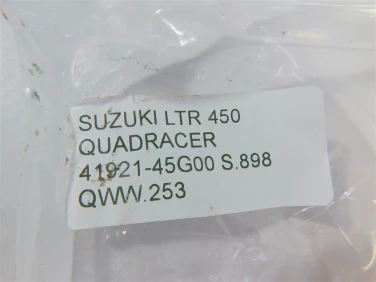 SUZUKI LTR 450
QUADRACER
41921-45G00 S.898
QWW.253